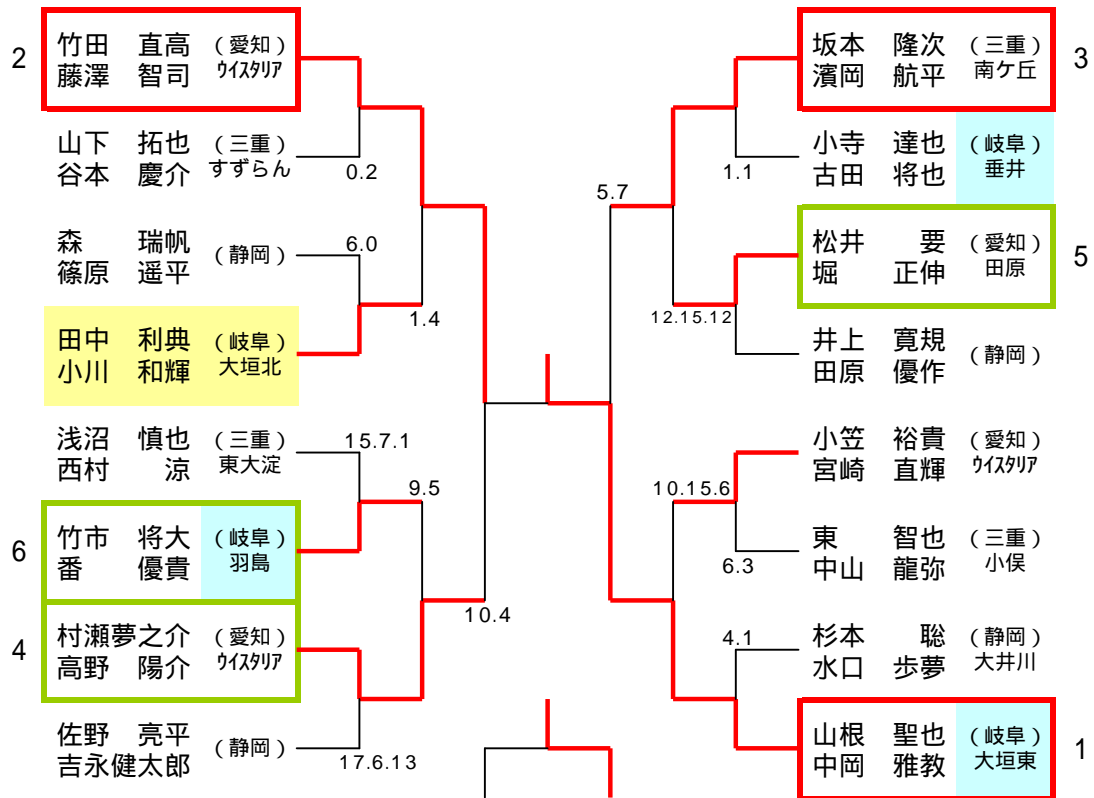 2
竹田　直高 （愛知）
藤澤　智司 ｳｲｽﾀﾘｱ
山下　拓也 （三重）
谷本　慶介 すずらん
0.2
森　　瑞帆 （静岡）
篠原　遥平
6.0
田中　利典 （岐阜）
小川　和輝 大垣北
1.4
浅沼　慎也 （三重）
西村　　涼 東大淀
15.7.1
9.5
6
竹市　将大 （岐阜）
番　　優貴 羽島
10.4
4
村瀬夢之介 （愛知）
高野　陽介 ｳｲｽﾀﾘｱ
佐野　亮平 （静岡）
吉永健太郎
17.6.13
坂本　隆次 （三重）
濱岡　航平 南ケ丘
3
小寺　達也 （岐阜）
古田　将也 垂井
1.1
5.7
松井　　要 （愛知）
堀　　正伸 田原
5
12.15.12
井上　寛規 （静岡）
田原　優作
小笠　裕貴 （愛知）
宮崎　直輝 ｳｲｽﾀﾘｱ
10.15.6
東　　智也 （三重）
中山　龍弥 小俣
6.3
4.1
杉本　　聡 （静岡）
水口　歩夢 大井川
山根　聖也 （岐阜）
中岡　雅教 大垣東
1